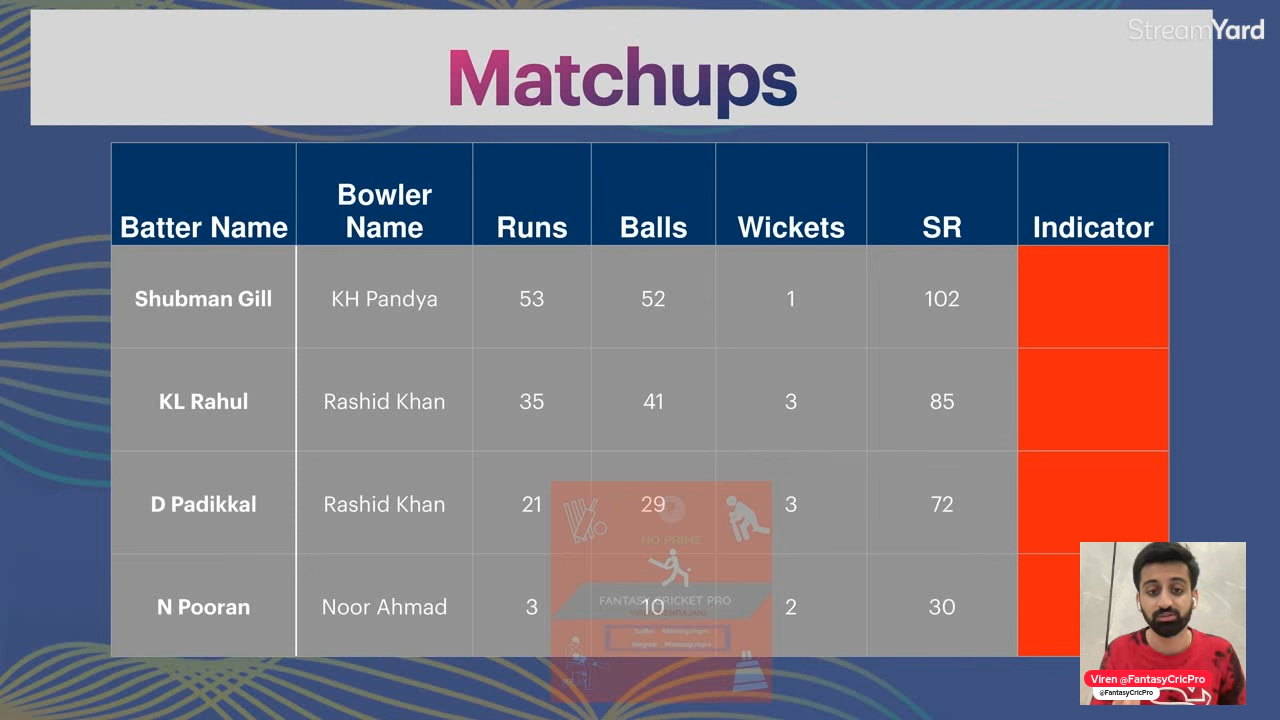 StreamYard
Matchups
Batter Name Bowler Name Runs Balls Wickets SR Indicator
Shubman Gill KH Pandya 53 52 1 102
KL Rahul Rashid Khan 35 41 3 85
D Padikkal Rashid Khan 21 29 3 72
NO PRIME
N Pooran Noor Ahmad 3 10 2 30
FANTASY CRICKET PRO
Viren @FantasyCricPro
@FantasyCricPro